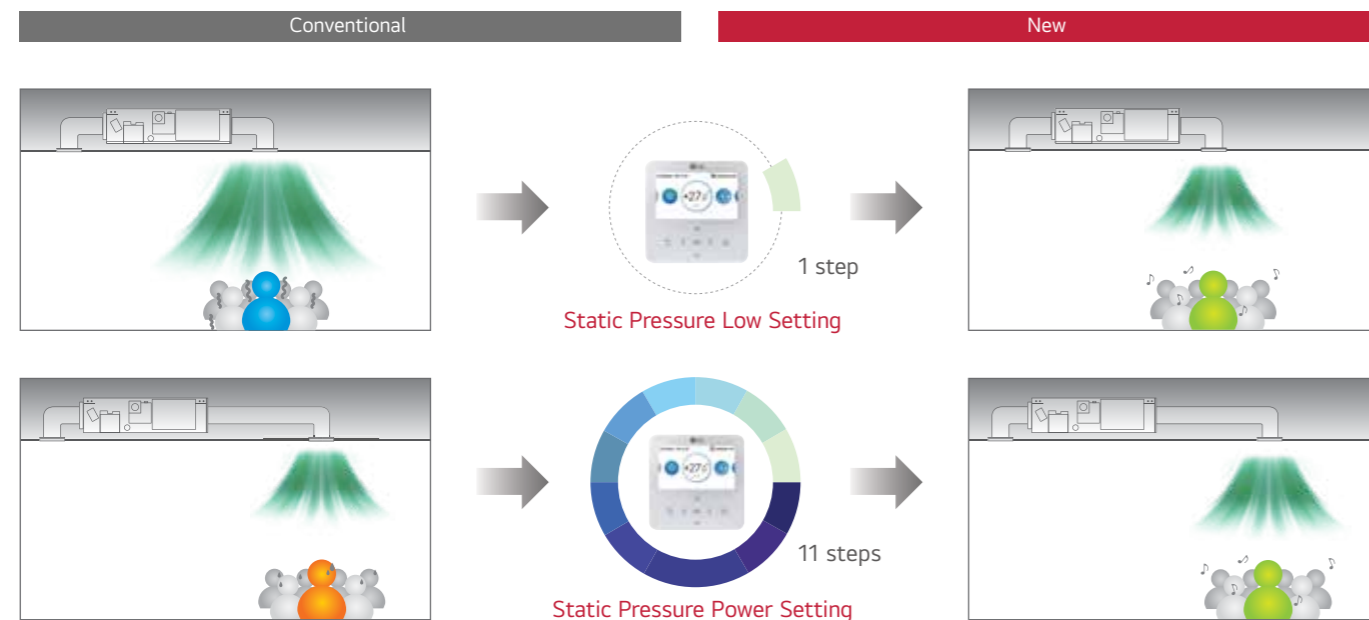 Conventional
New
1 step
Static Pressure Low Setting
11 steps
Static Pressure Power Setting